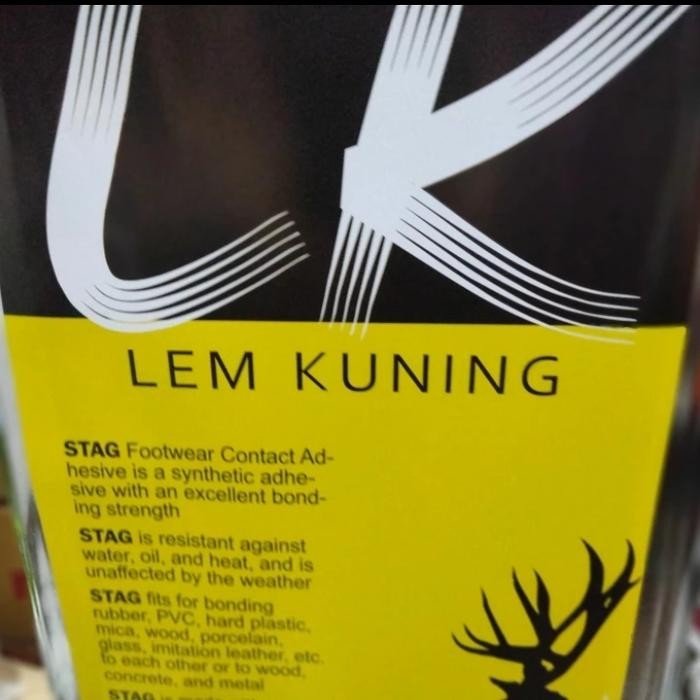 LK
LEM KUNING
STAG Footwear Contact Ad-
hesive is a synthetic adhe-
sive with an excellent bond-
ing strength
STAG is resistant against
water, oil, and heat, and is
unaffected by the weather
STAG fits for bonding
rubber, PVC, hard plastic,
mica, wood, porcelain,
glass, imitation leather, etc.
to each other or to wood,
concrete, and metal
STAG is